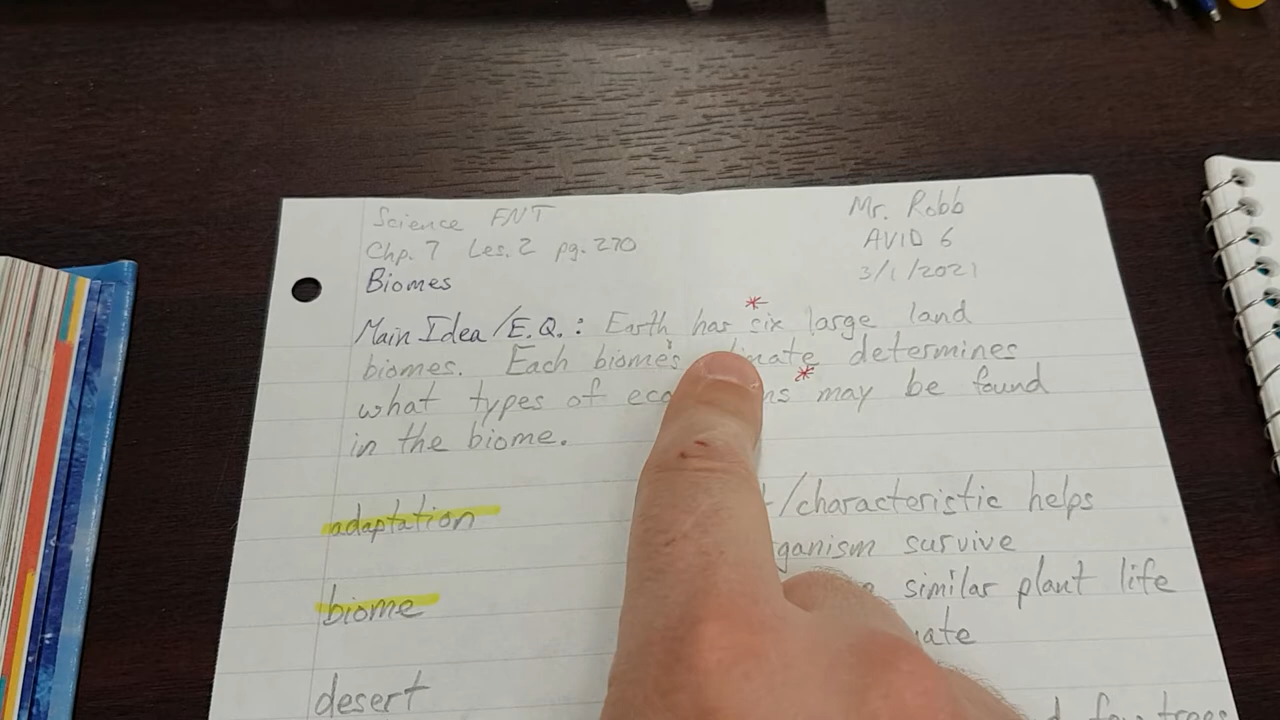 Science FNT
Mr. Robb
Chp. 7 Les. 2 pg. 270
AVID 6
Biomes
3/1/2021
Main Idea/E.Q.: Earth has six large land
biomes. Each biome's determines
what types of may be found
in the biome.
adaptation /characteristic helps
survive
biome similar plant life
desert